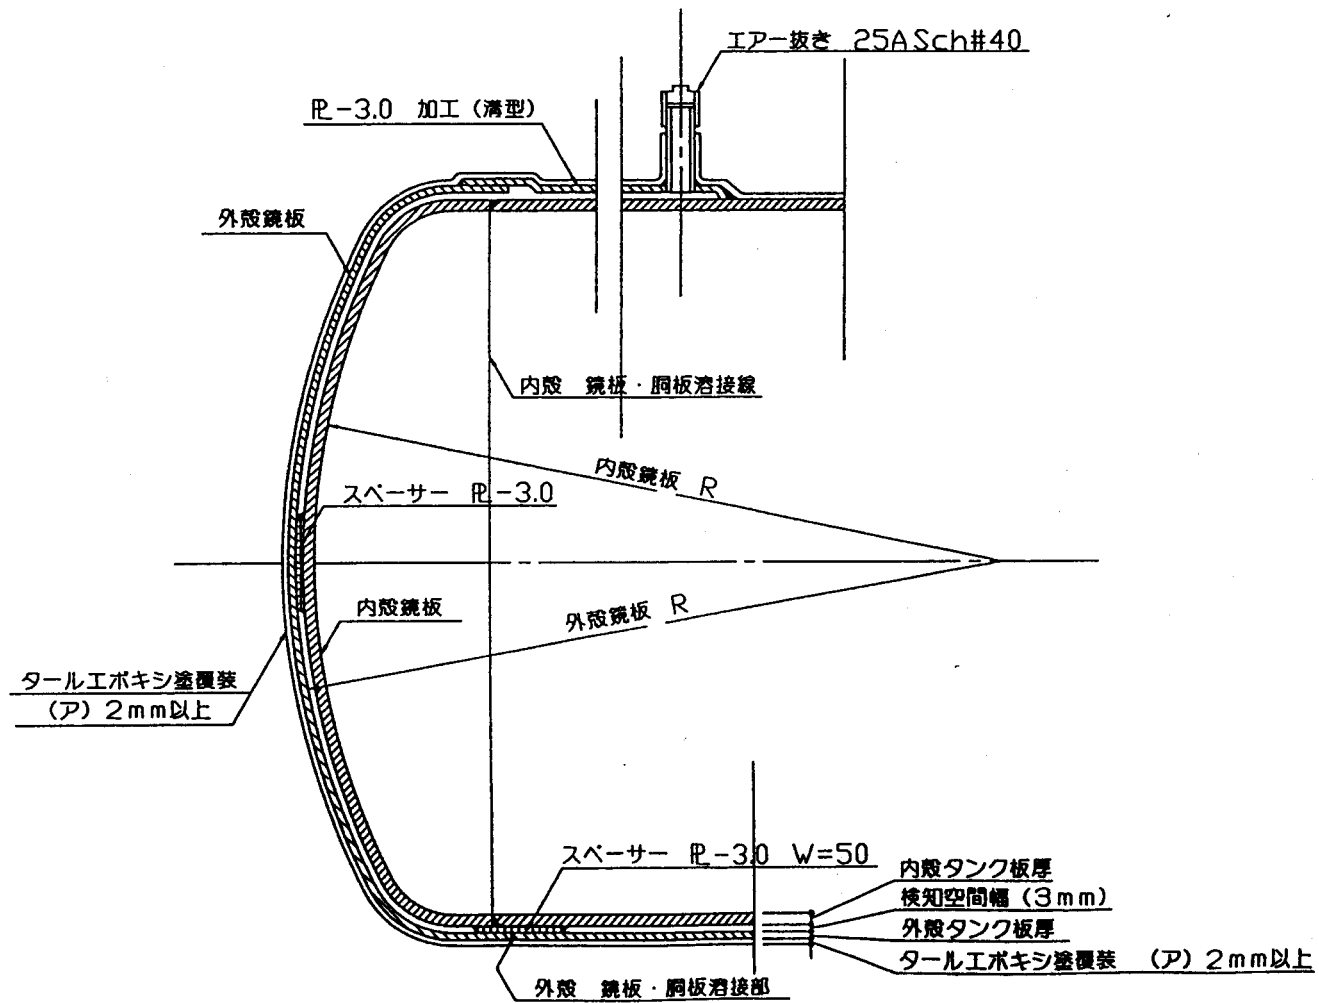 エアー抜き 25A Sch#40
PL-3.0 加工（溝型）
外殻鏡板
内殻 鏡板・胴板溶接線
内殻鏡板 R
スペーサー PL-3.0
内殻鏡板
外殻鏡板 R
タールエポキシ塗覆装
（ア）2mm以上
スペーサー PL-3.0 W=50
内殻タンク板厚
検知空間幅（3mm）
外殻タンク板厚
タールエポキシ塗覆装 （ア）2mm以上
外殻 鏡板・胴板溶接部